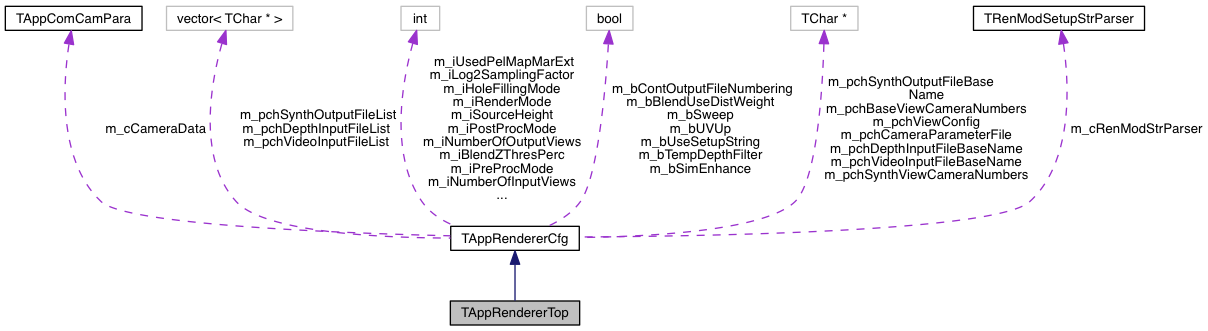 TAppComCamPara
vector< TChar * >
int
bool
TChar *
TRenModSetupStrParser
m_cCameraData
m_pchSynthOutputFileList
m_pchDepthInputFileList
m_pchVideoInputFileList
m_iUsedPelMapMarExt
m_iLog2SamplingFactor
m_iHoleFillingMode
m_iRenderMode
m_iSourceHeight
m_iPostProcMode
m_iNumberOfOutputViews
m_iBlendZThresPerc
m_iPreProcMode
m_iNumberOfInputViews
...
m_bContOutputFileNumbering
m_bBlendUseDistWeight
m_bSweep
m_bUVUp
m_bUseSetupString
m_bTempDepthFilter
m_bSimEnhance
m_pchSynthOutputFileBase
Name
m_pchBaseViewCameraNumbers
m_pchViewConfig
m_pchCameraParameterFile
m_pchDepthInputFileBaseName
m_pchVideoInputFileBaseName
m_pchSynthViewCameraNumbers
m_cRenModStrParser
TAppRendererCfg
TAppRendererTop